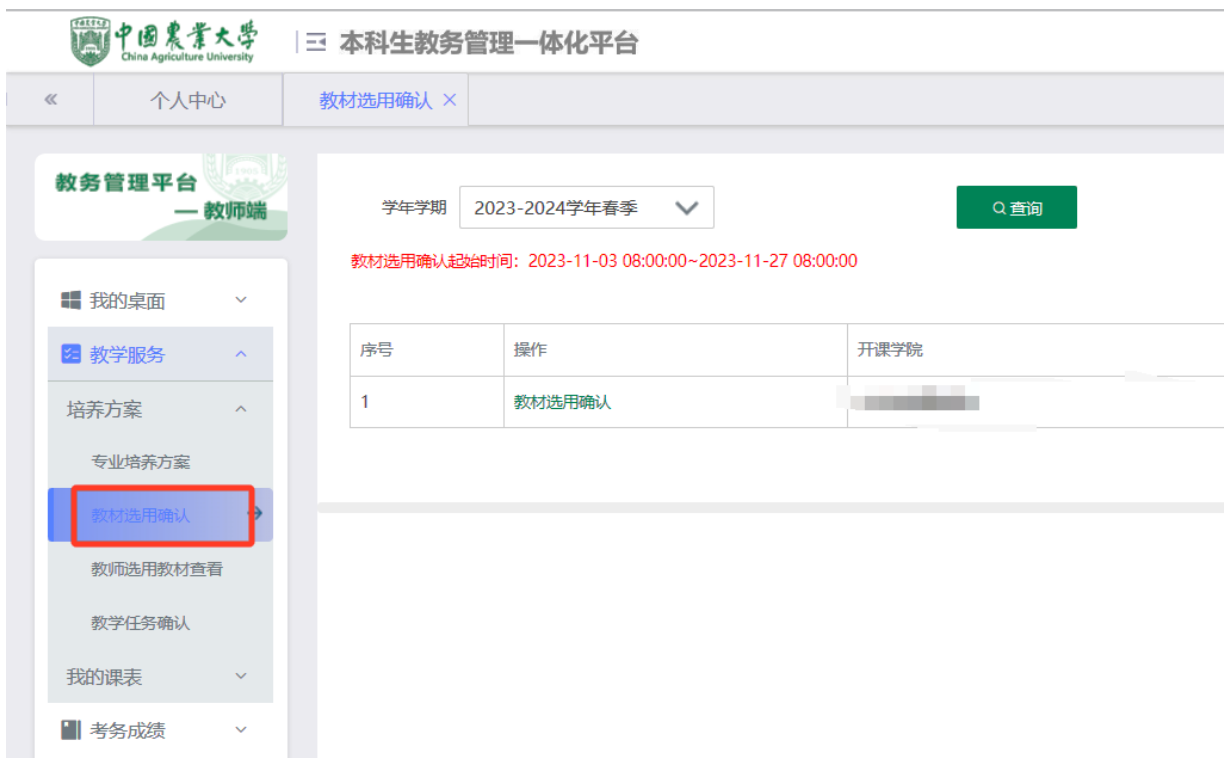 中國農業大學
China Agriculture University
本科生教务管理一体化平台
个人中心
教材选用确认
教务管理平台
— 教师端
学年学期 2023-2024学年春季 查询
教材选用确认起始时间：2023-11-03 08:00:00~2023-11-27 08:00:00
我的桌面
教学服务
培养方案
专业培养方案
教材选用确认
教师选用教材查看
教学任务确认
我的课表
考务成绩
序号 操作 开课学院
1 教材选用确认